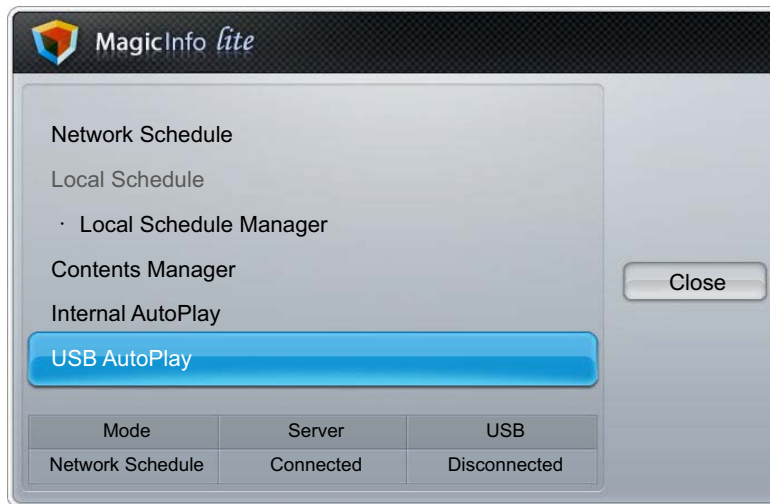 MagicInfo lite
Network Schedule
Local Schedule
· Local Schedule Manager
Contents Manager
Close
Internal AutoPlay
USB AutoPlay
Mode Server USB
Network Schedule Connected Disconnected